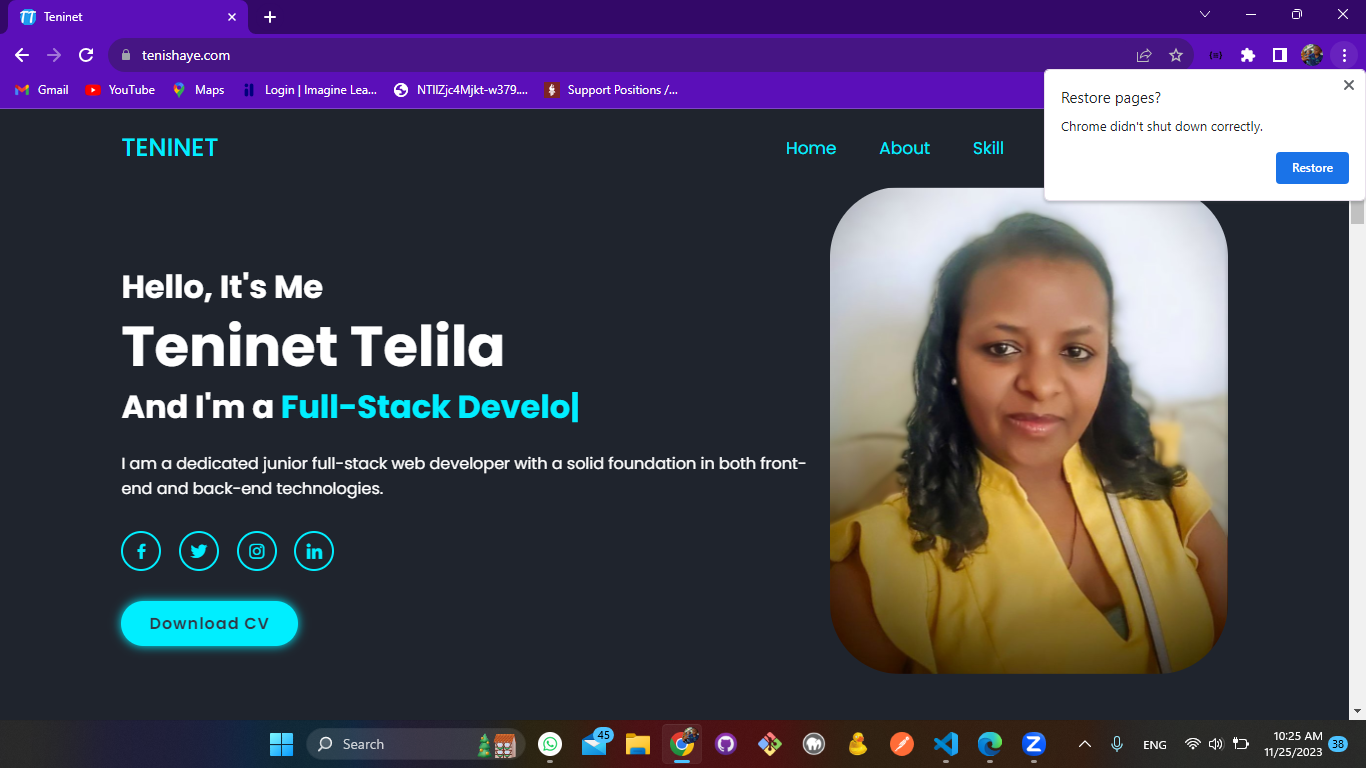 Teninet
tenishaye.com
Gmail
YouTube
Maps
Login | Imagine Lea...
NTIlZjc4Mjkt-w379....
Support Positions /...
Restore pages?
Chrome didn't shut down correctly.
Restore
TENINET
Home
About
Skill
Hello, It's Me
Teninet Telila
And I'm a Full-Stack Develo|
I am a dedicated junior full-stack web developer with a solid foundation in both front-
end and back-end technologies.
Download CV
Search
45
ENG
10:25 AM
11/25/2023
38